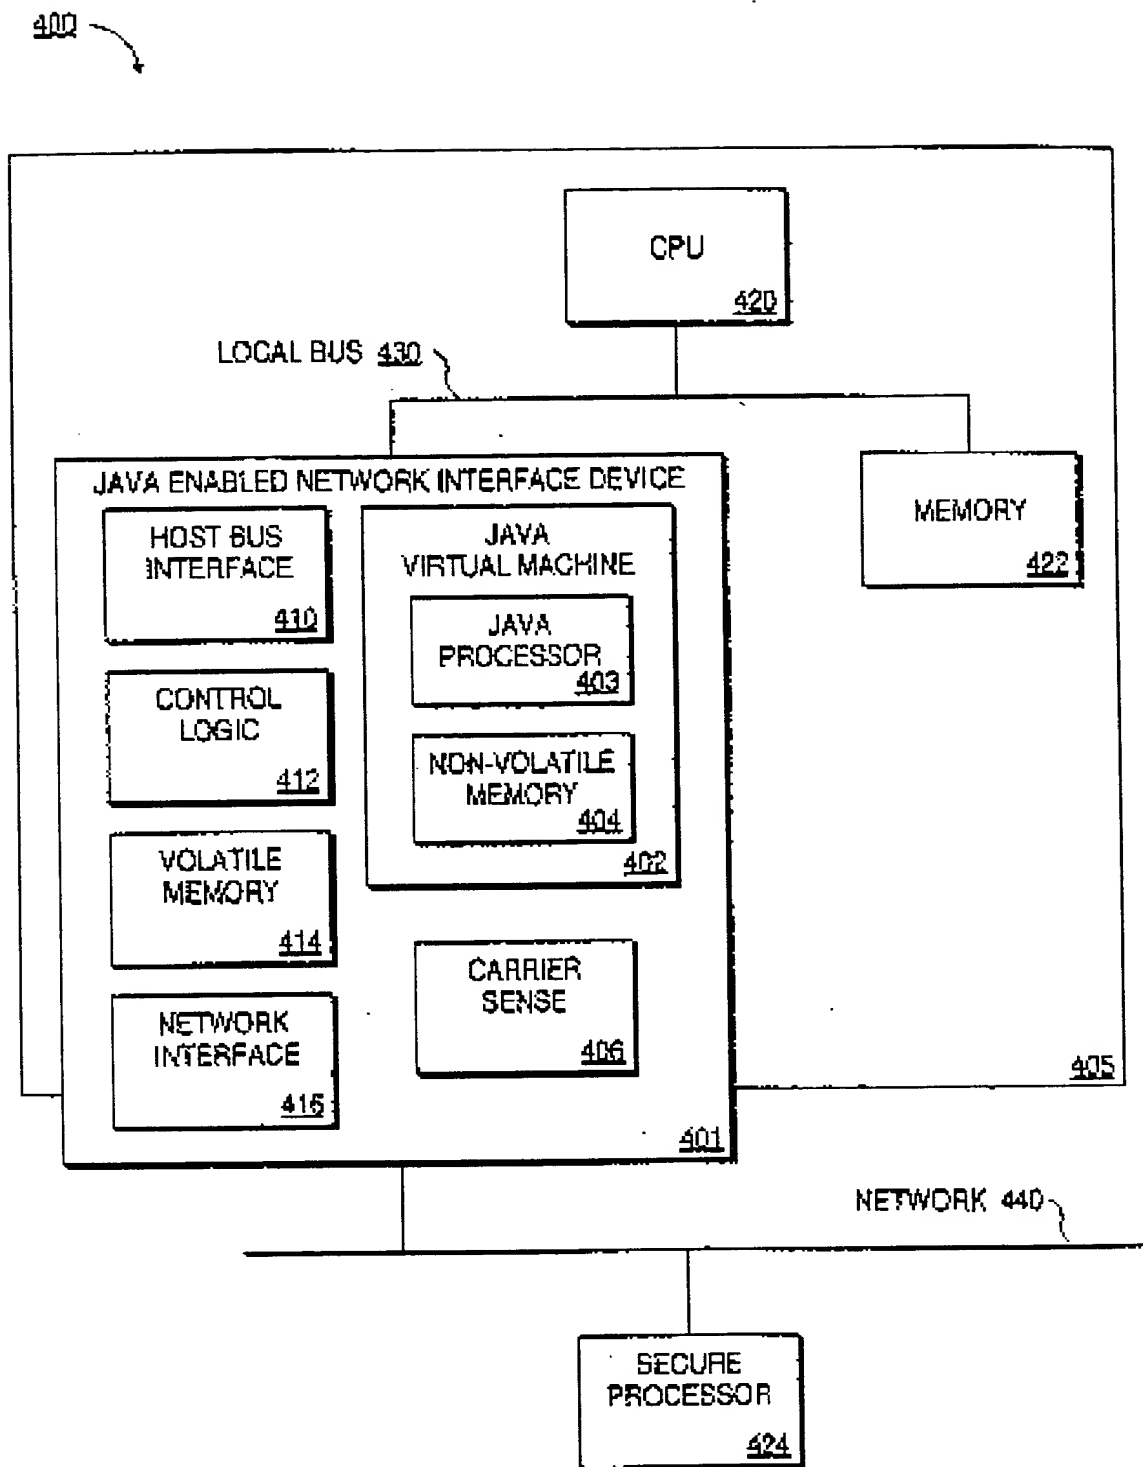 400
CPU
420
LOCAL BUS 430
JAVA ENABLED NETWORK INTERFACE DEVICE
HOST BUS
INTERFACE
410
JAVA
VIRTUAL MACHINE
JAVA
PROCESSOR
403
NON-VOLATILE
MEMORY
404
402
MEMORY
422
CONTROL
LOGIC
412
VOLATILE
MEMORY
414
CARRIER
SENSE
406
NETWORK
INTERFACE
416
401
405
NETWORK 440
SECURE
PROCESSOR
424